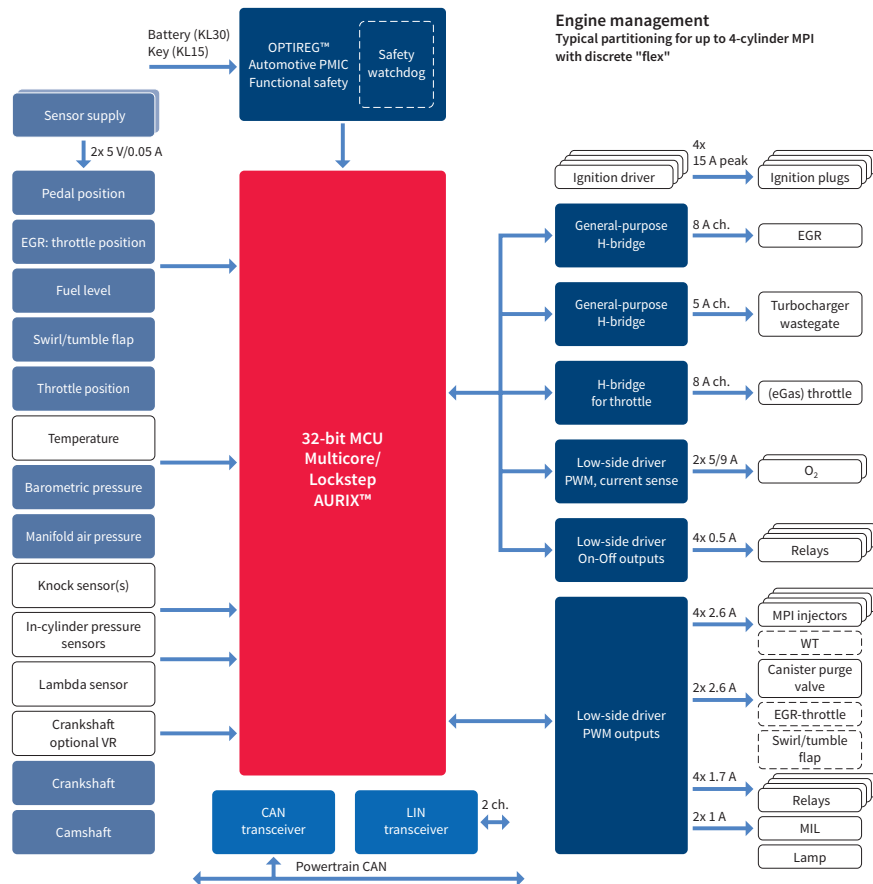 Battery (KL30)
Key (KL15)
OPTIREG™
Automotive PMIC
Functional safety
Safety
watchdog
Engine management
Typical partitioning for up to 4-cylinder MPI
with discrete "flex"
Sensor supply
2x 5 V/0.05 A
Pedal position
EGR: throttle position
Fuel level
Swirl/tumble flap
Throttle position
Temperature
Barometric pressure
Manifold air pressure
Knock sensor(s)
In-cylinder pressure
sensors
Lambda sensor
Crankshaft
optional VR
Crankshaft
Camshaft
32-bit MCU
Multicore/
Lockstep
AURIX™
CAN
transceiver
LIN
transceiver
2 ch.
Powertrain CAN
Ignition driver
4x
15 A peak
Ignition plugs
General-purpose
H-bridge
8 A ch.
EGR
General-purpose
H-bridge
5 A ch.
Turbocharger
wastegate
H-bridge
for throttle
8 A ch.
(eGas) throttle
Low-side driver
PWM, current sense
2x 5/9 A
O₂
Low-side driver
On-Off outputs
4x 0.5 A
Relays
Low-side driver
PWM outputs
4x 2.6 A
MPI injectors
WT
2x 2.6 A
Canister purge
valve
EGR-throttle
Swirl/tumble
flap
4x 1.7 A
Relays
2x 1 A
MIL
Lamp